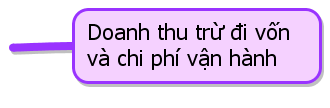 Doanh thu trừ đi vốn
và chi phí vận hành